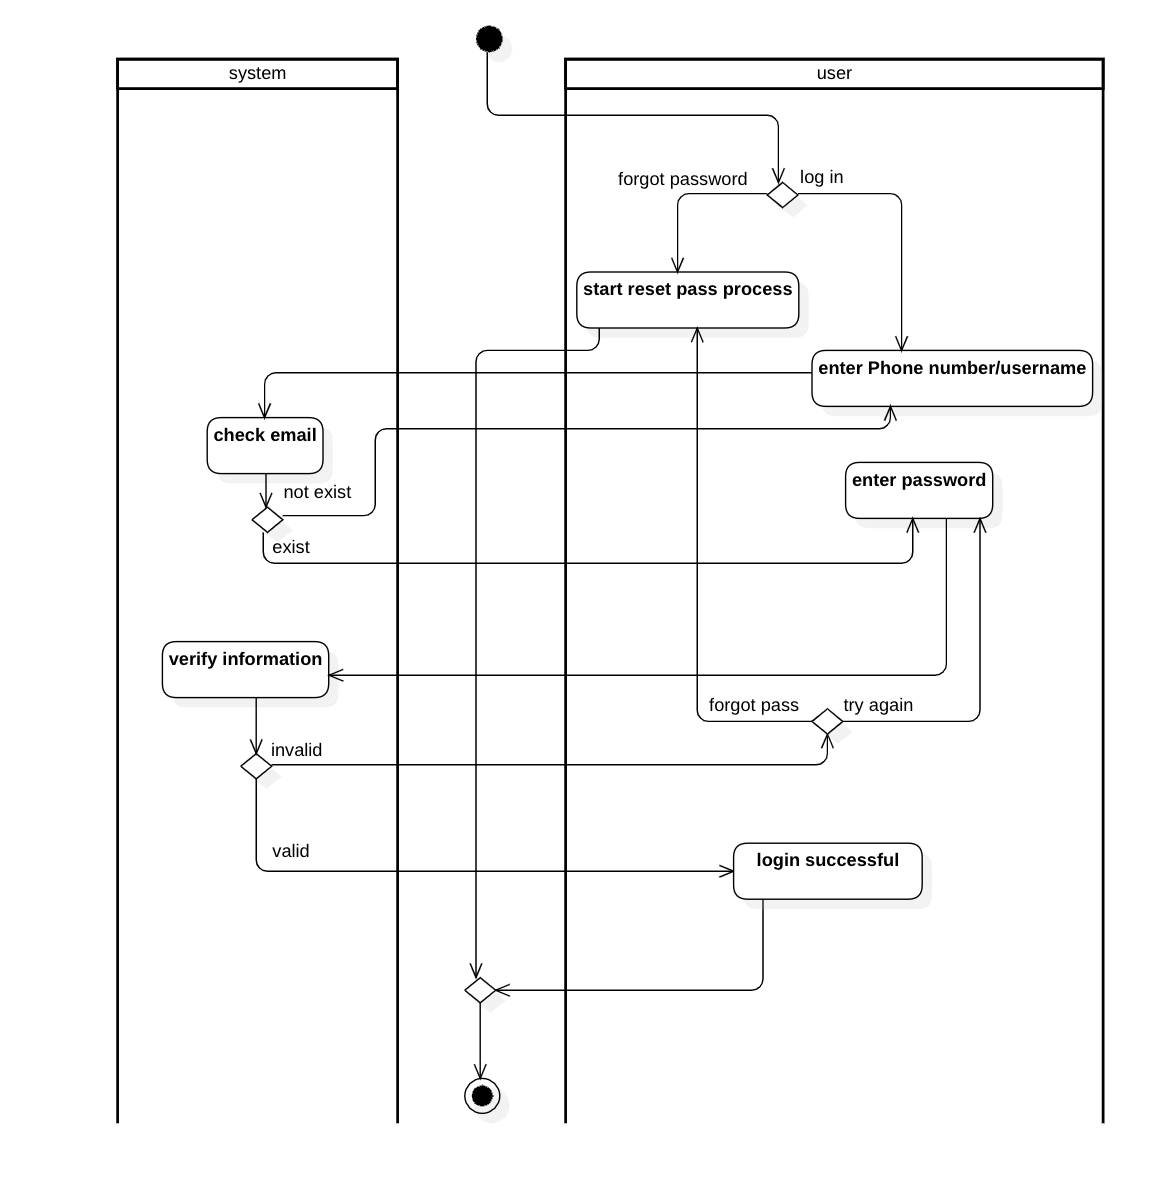 system
user
forgot password
log in
start reset pass process
enter Phone number/username
check email
not exist
enter password
exist
verify information
forgot pass
try again
invalid
valid
login successful